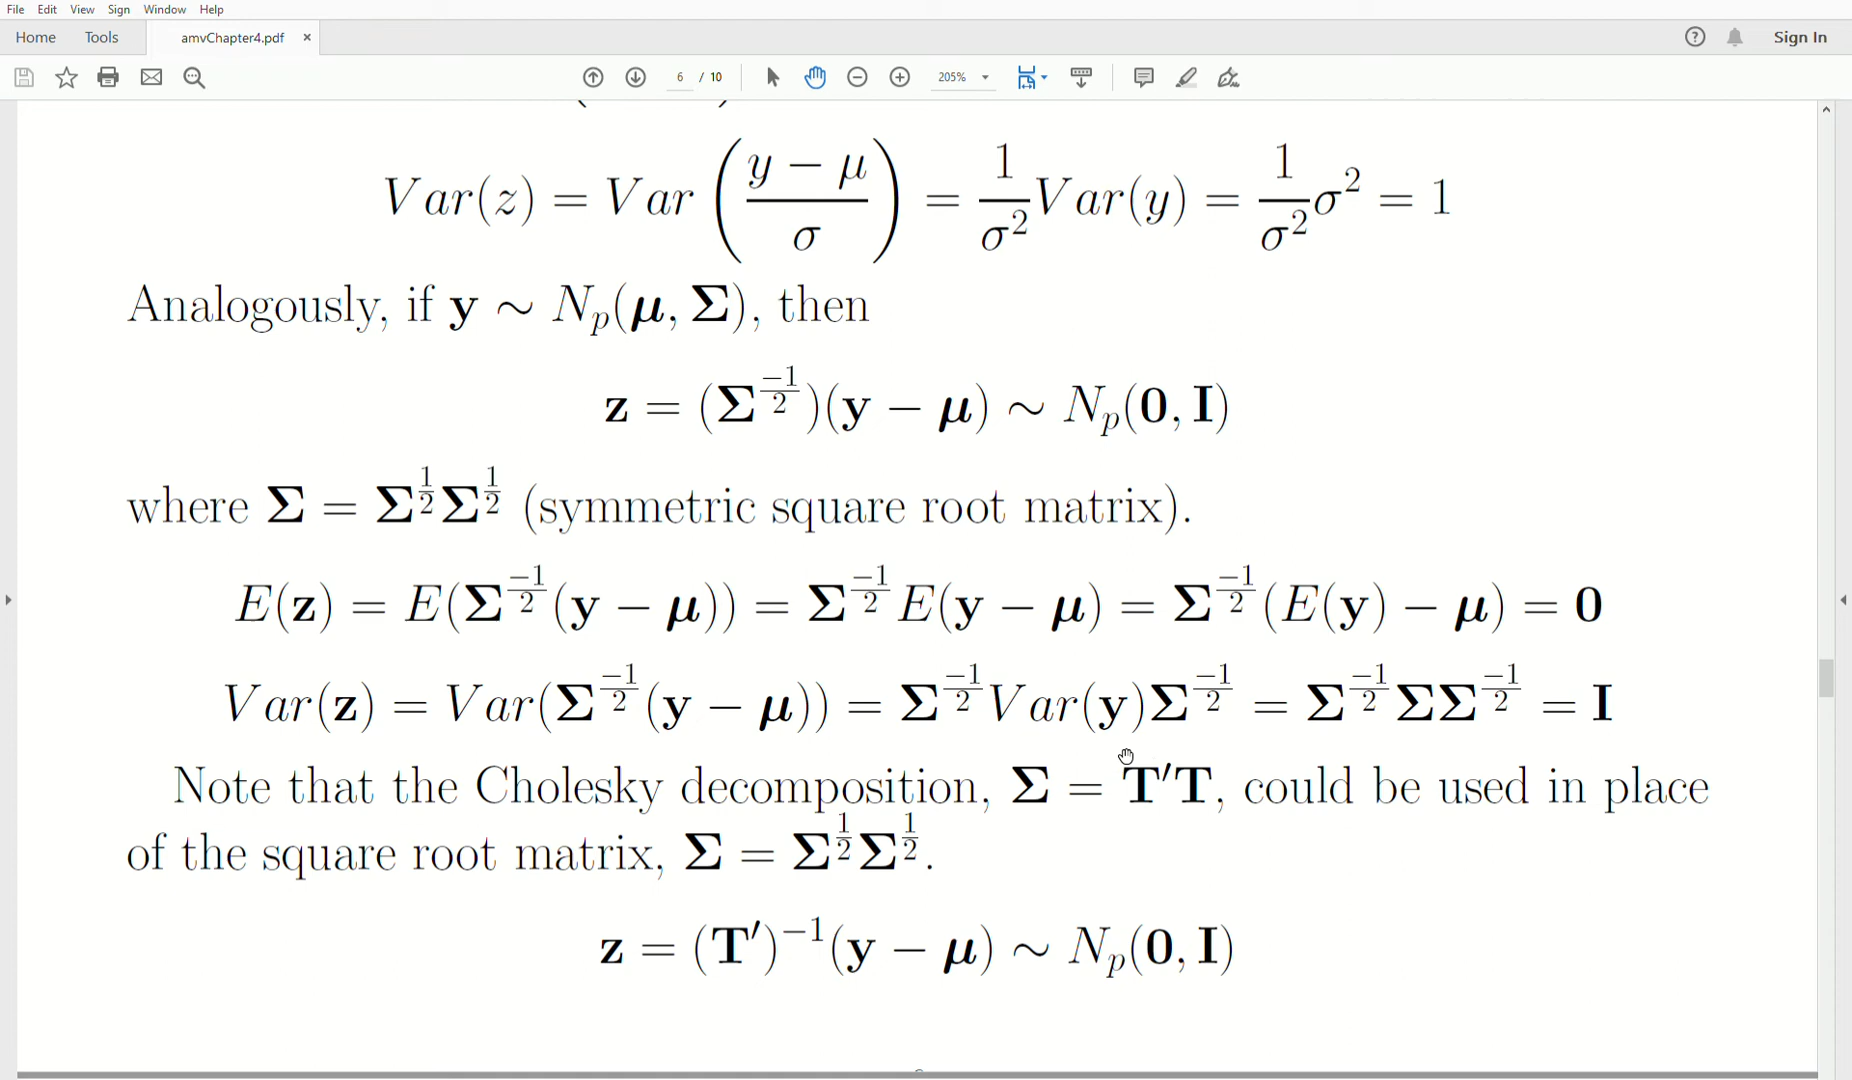 File Edit View Sign Window Help
Home Tools amvChapter4.pdf × Sign In
6 / 10 205%
Var(z) = Var((y − μ)/σ) = 1/σ² Var(y) = 1/σ² σ² = 1
Analogously, if y ∼ Nₚ(μ, Σ), then
z = (Σ^(−1/2))(y − μ) ∼ Nₚ(0, I)
where Σ = Σ^(1/2)Σ^(1/2) (symmetric square root matrix).
E(z) = E(Σ^(−1/2)(y − μ)) = Σ^(−1/2)E(y − μ) = Σ^(−1/2)(E(y) − μ) = 0
Var(z) = Var(Σ^(−1/2)(y − μ)) = Σ^(−1/2)Var(y)Σ^(−1/2) = Σ^(−1/2)ΣΣ^(−1/2) = I
Note that the Cholesky decomposition, Σ = T′T, could be used in place
of the square root matrix, Σ = Σ^(1/2)Σ^(1/2).
z = (T′)⁻¹(y − μ) ∼ Nₚ(0, I)